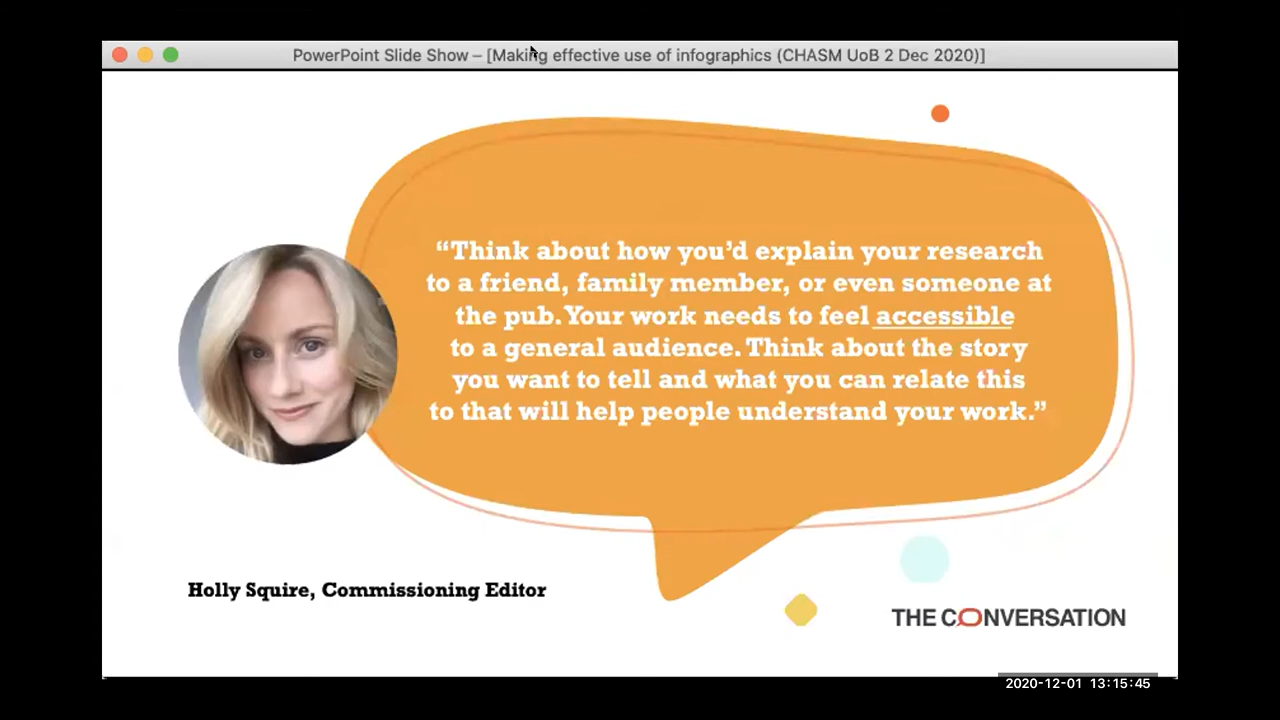 PowerPoint Slide Show – [Making effective use of infographics (CHASM UoB 2 Dec 2020)]
“Think about how you’d explain your research
to a friend, family member, or even someone at
the pub. Your work needs to feel accessible
to a general audience. Think about the story
you want to tell and what you can relate this
to that will help people understand your work.”
Holly Squire, Commissioning Editor
THE CONVERSATION
2020-12-01 13:15:45